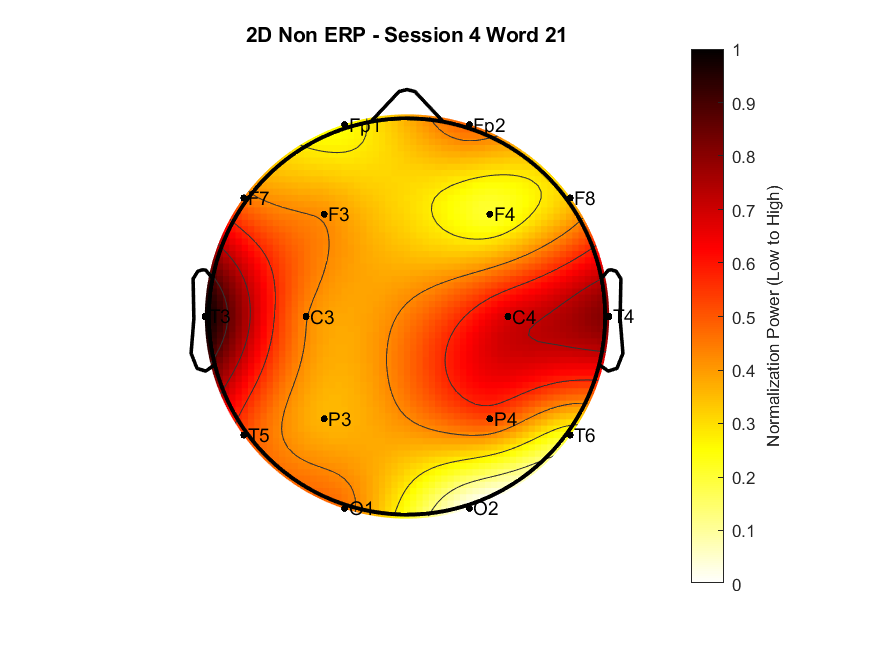 2D Non ERP - Session 4 Word 21
Fp1 Fp2
F7 F3 F4 F8
T3 C3 C4 T4
P3 P4
T5 T6
O1 O2
1
0.9
0.8
0.7
0.6
0.5
0.4
0.3
0.2
0.1
0
Normalization Power (Low to High)